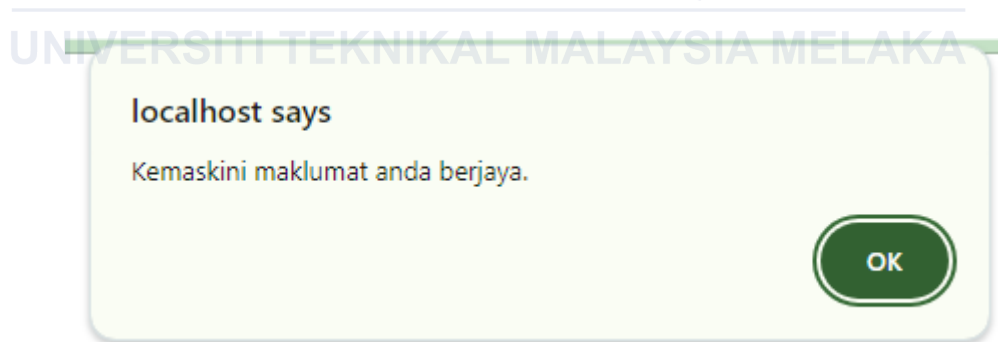 UNIVERSITI TEKNIKAL MALAYSIA MELAKA
localhost says
Kemaskini maklumat anda berjaya.
OK